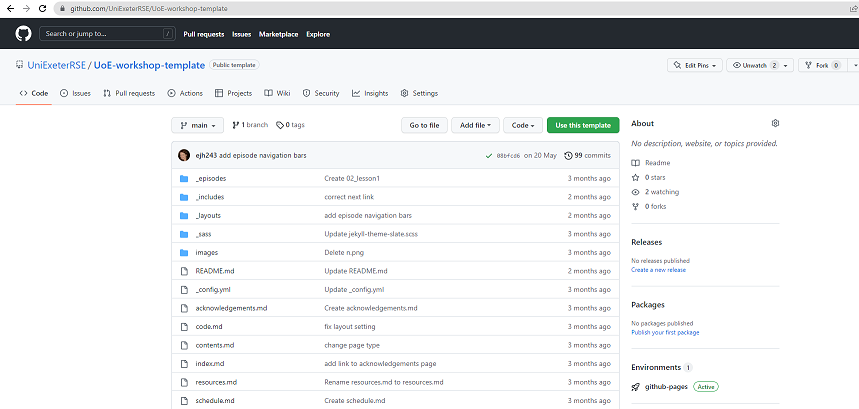 github.com/UniExeterRSE/UoE-workshop-template
Search or jump to... / Pull requests Issues Marketplace Explore
UniExeterRSE / UoE-workshop-template Public template Edit Pins Unwatch 2 Fork 0
Code Issues Pull requests Actions Projects Wiki Security Insights Settings
main 1 branch 0 tags Go to file Add file Code Use this template
ejh243 add episode navigation bars on 20 May 99 commits
_episodes Create 02_lesson1 3 months ago
_includes correct next link 2 months ago
_layouts add episode navigation bars 2 months ago
_sass Update jekyll-theme-slate.scss 3 months ago
images Delete n.png 3 months ago
README.md Update README.md 2 months ago
_config.yml Update _config.yml 3 months ago
acknowledgements.md Create acknowledgements.md 3 months ago
code.md fix layout setting 3 months ago
contents.md change page type 3 months ago
index.md add link to acknowledgements page 3 months ago
resources.md Rename resources.md to resources.md 3 months ago
schedule.md Create schedule.md 3 months ago
About
No description, website, or topics provided.
Readme
0 stars
2 watching
0 forks
Releases
No releases published
Create a new release
Packages
No packages published
Publish your first package
Environments 1
github-pages Active